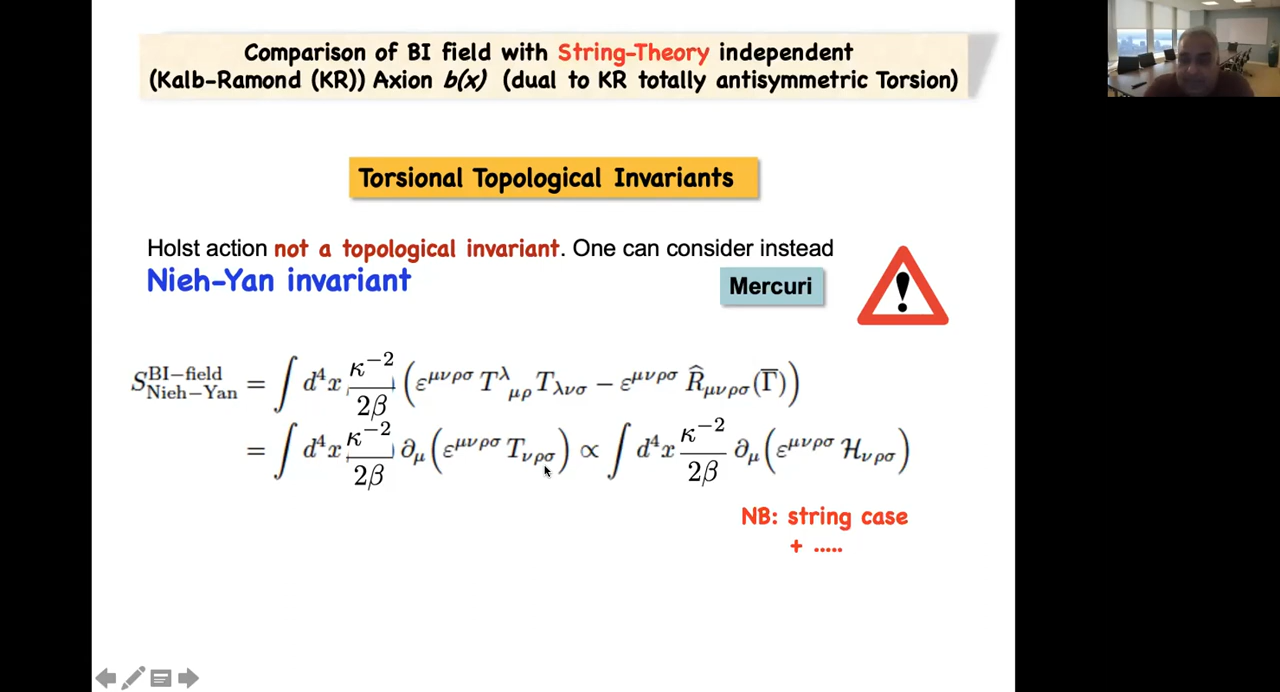 Comparison of BI field with String-Theory independent
(Kalb-Ramond (KR)) Axion b(x) (dual to KR totally antisymmetric Torsion)
Torsional Topological Invariants
Holst action not a topological invariant. One can consider instead
Nieh-Yan invariant
Mercuri
!
S^{BI-field}_{Nieh-Yan} = ∫ d⁴x κ⁻²/2β (ε^{μνρσ} T^λ_{μρ} T_{λνσ} − ε^{μνρσ} R̂_{μνρσ}(Γ̅))
= ∫ d⁴x κ⁻²/2β ∂_μ (ε^{μνρσ} T_{νρσ}) ∝ ∫ d⁴x κ⁻²/2β ∂_μ (ε^{μνρσ} ℋ_{νρσ})
NB: string case
+ .....